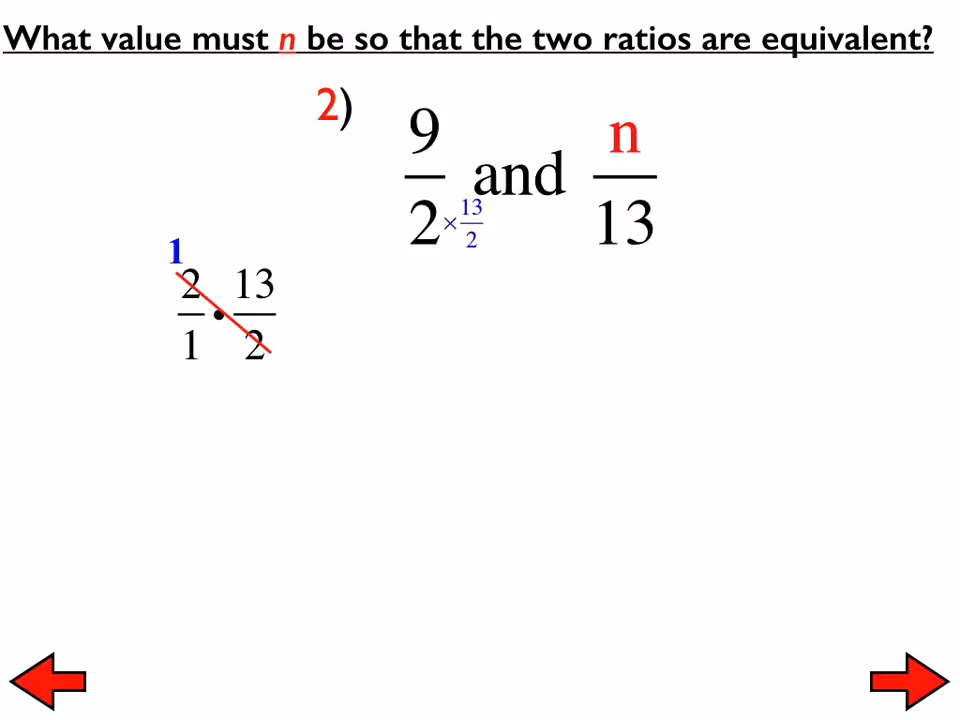 What value must n be so that the two ratios are equivalent?
2)
9/2 × 13/2 and n/13
1
2/1 • 13/2